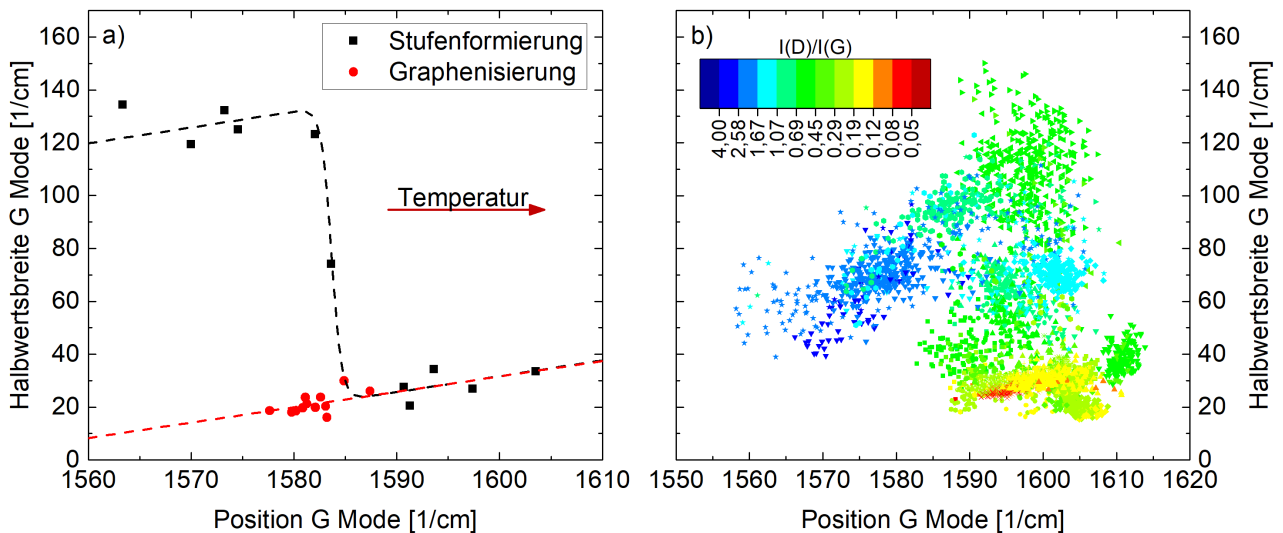 a)
Stufenformierung
Graphenisierung
Temperatur
Halbwertsbreite G Mode [1/cm]
160
140
120
100
80
60
40
20
0
1560 1570 1580 1590 1600 1610
Position G Mode [1/cm]
b)
I(D)/I(G)
4,00 2,58 1,67 1,07 0,69 0,45 0,29 0,19 0,12 0,08 0,05
160
140
120
100
80
60
40
20
0
Halbwertsbreite G Mode [1/cm]
1550 1560 1570 1580 1590 1600 1610 1620
Position G Mode [1/cm]